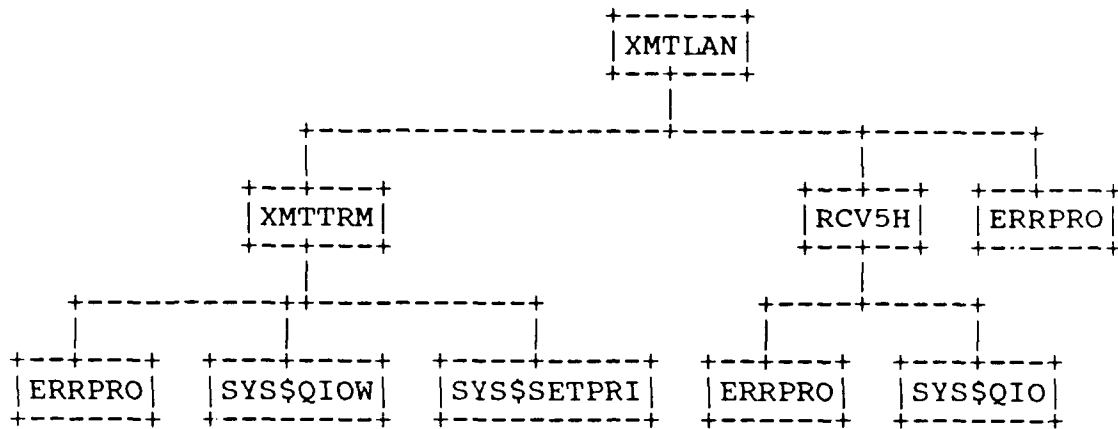 XMTLAN
XMTTRM RCV5H ERRPRO
ERRPRO SYS$QIOW SYS$SETPRI ERRPRO SYS$QIO